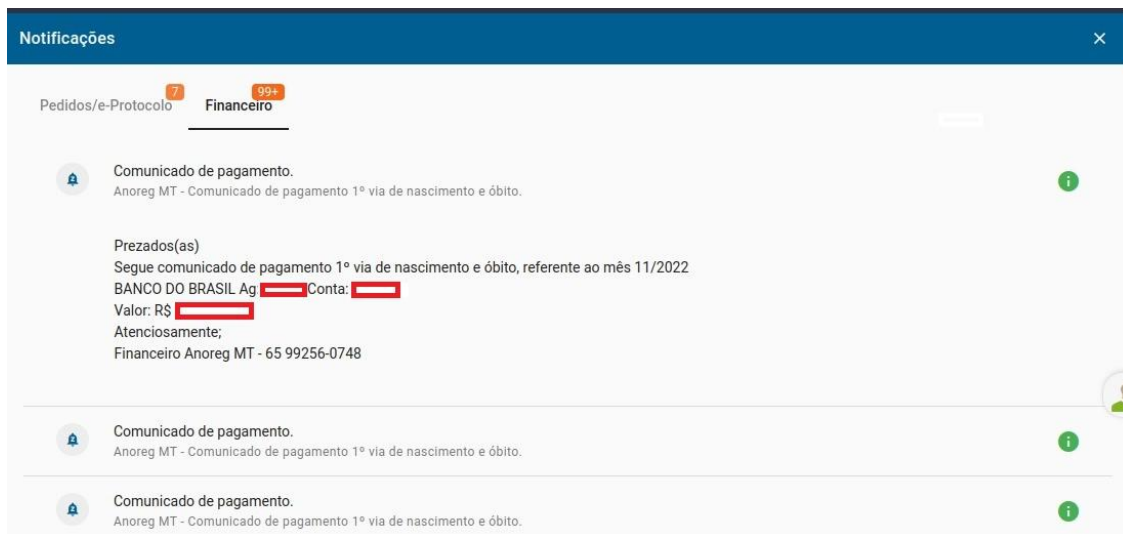 Notificações
7
99+
Pedidos/e-Protocolo Financeiro
Comunicado de pagamento.
Anoreg MT - Comunicado de pagamento 1º via de nascimento e óbito.
Prezados(as)
Segue comunicado de pagamento 1º via de nascimento e óbito, referente ao mês 11/2022
BANCO DO BRASIL Ag. Conta:
Valor: R$
Atenciosamente;
Financeiro Anoreg MT - 65 99256-0748
Comunicado de pagamento.
Anoreg MT - Comunicado de pagamento 1º via de nascimento e óbito.
Comunicado de pagamento.
Anoreg MT - Comunicado de pagamento 1º via de nascimento e óbito.